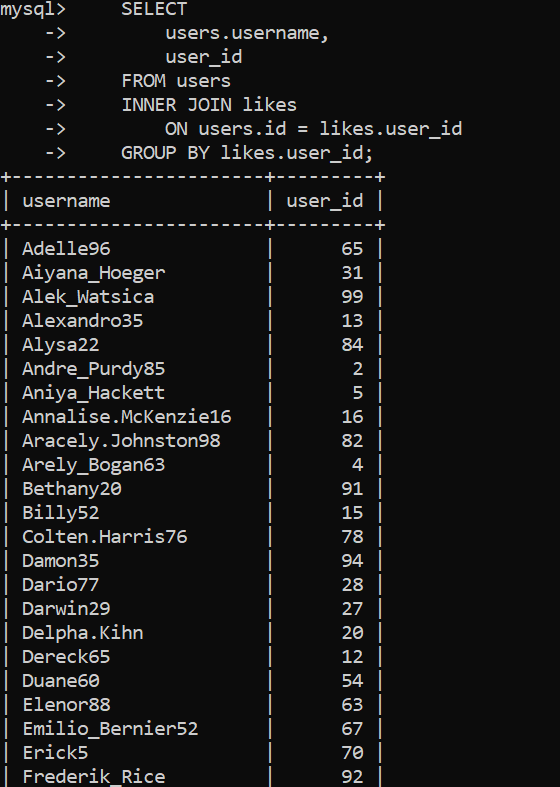 mysql>     SELECT
    ->         users.username,
    ->         user_id
    ->     FROM users
    ->     INNER JOIN likes
    ->         ON users.id = likes.user_id
    ->     GROUP BY likes.user_id;
+-----------------------+---------+
| username              | user_id |
+-----------------------+---------+
| Adelle96              |      65 |
| Aiyana_Hoeger         |      31 |
| Alek_Watsica          |      99 |
| Alexandro35           |      13 |
| Alysa22               |      84 |
| Andre_Purdy85         |       2 |
| Aniya_Hackett         |       5 |
| Annalise.McKenzie16   |      16 |
| Aracely.Johnston98    |      82 |
| Arely_Bogan63         |       4 |
| Bethany20             |      91 |
| Billy52               |      15 |
| Colten.Harris76       |      78 |
| Damon35               |      94 |
| Dario77               |      28 |
| Darwin29              |      27 |
| Delpha.Kihn           |      20 |
| Dereck65              |      12 |
| Duane60               |      54 |
| Elenor88              |      63 |
| Emilio_Bernier52      |      67 |
| Erick5                |      70 |
| Frederik_Rice         |      92 |